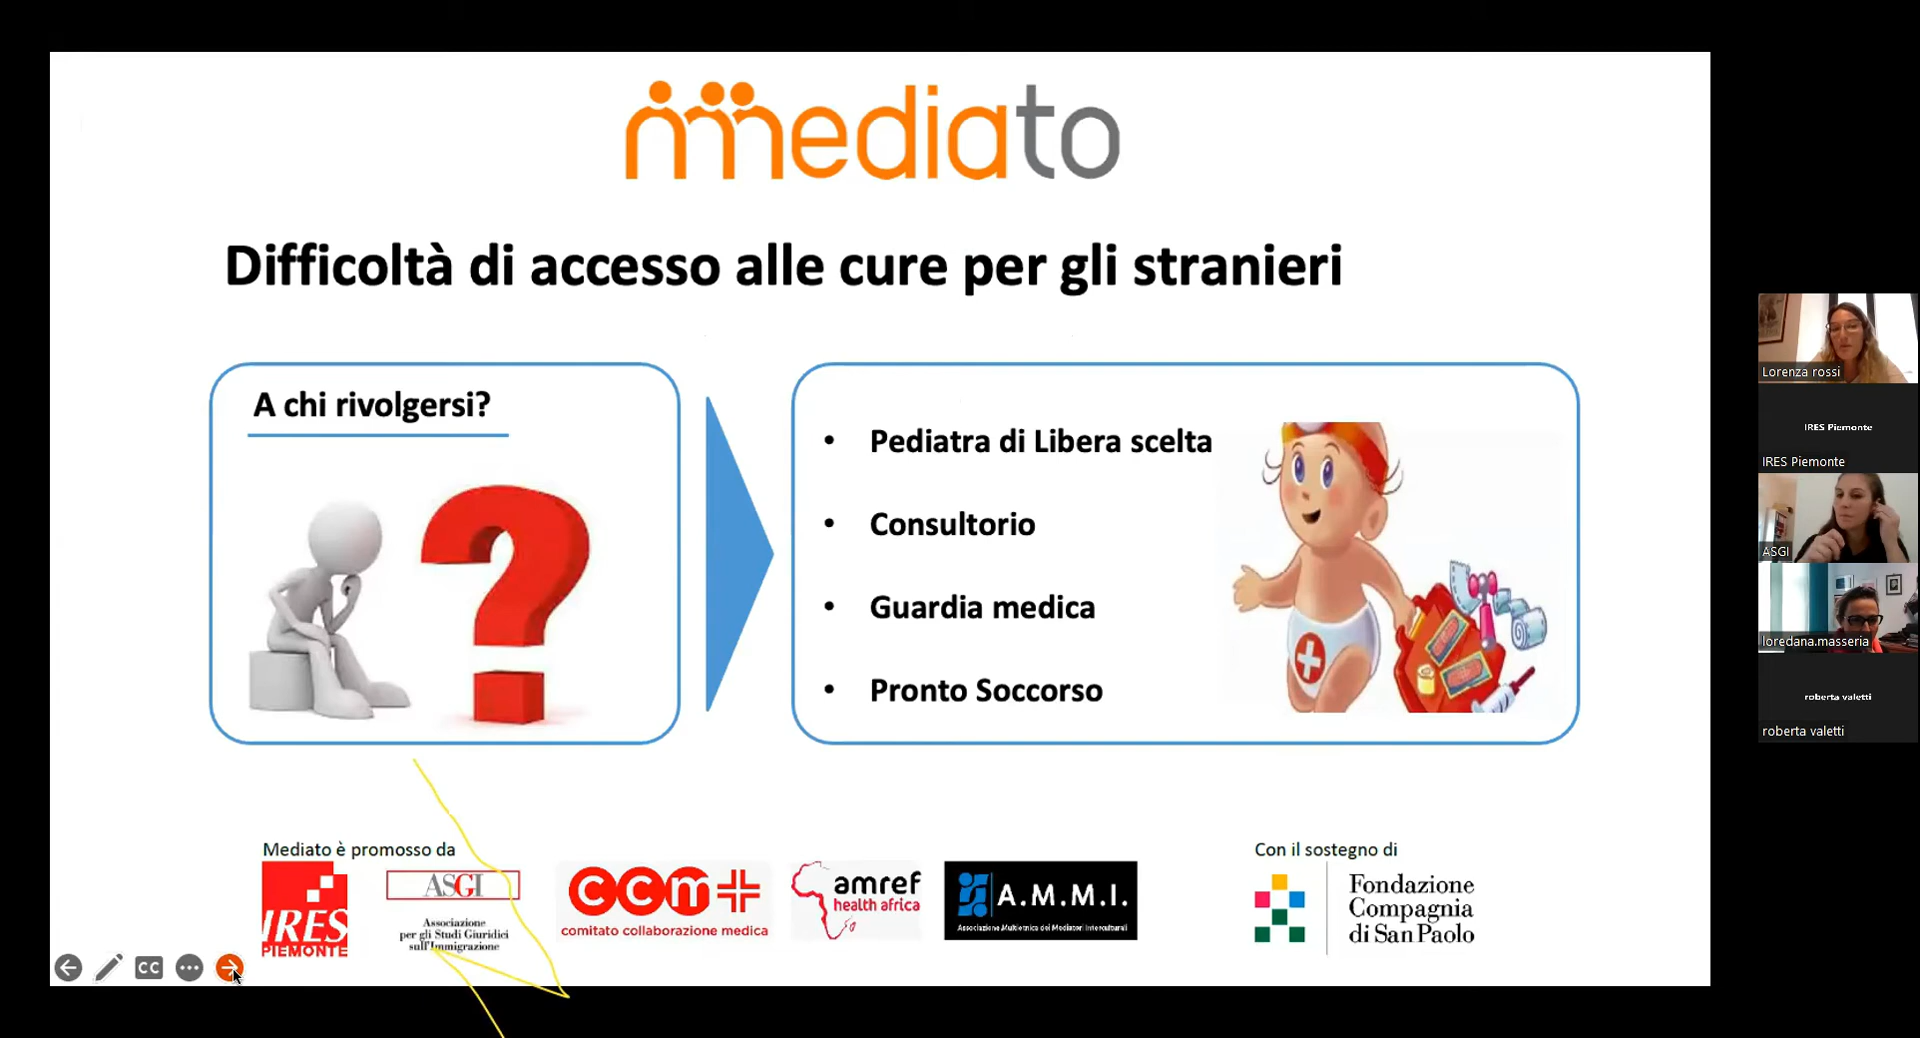 mediato
Difficoltà di accesso alle cure per gli stranieri
A chi rivolgersi?
• Pediatra di Libera scelta
• Consultorio
• Guardia medica
• Pronto Soccorso
Mediato è promosso da
IRES
PIEMONTE
ASGI
Associazione
per gli Studi Giuridici
sull'Immigrazione
ccm
comitato collaborazione medica
amref
health africa
A.M.M.I.
Associazione Multietnica dei Mediatori Interculturali
Con il sostegno di
Fondazione
Compagnia
di San Paolo
CC
Lorenza rossi
IRES Piemonte
IRES Piemonte
ASGI
loredana.masseria
roberta valetti
roberta valetti